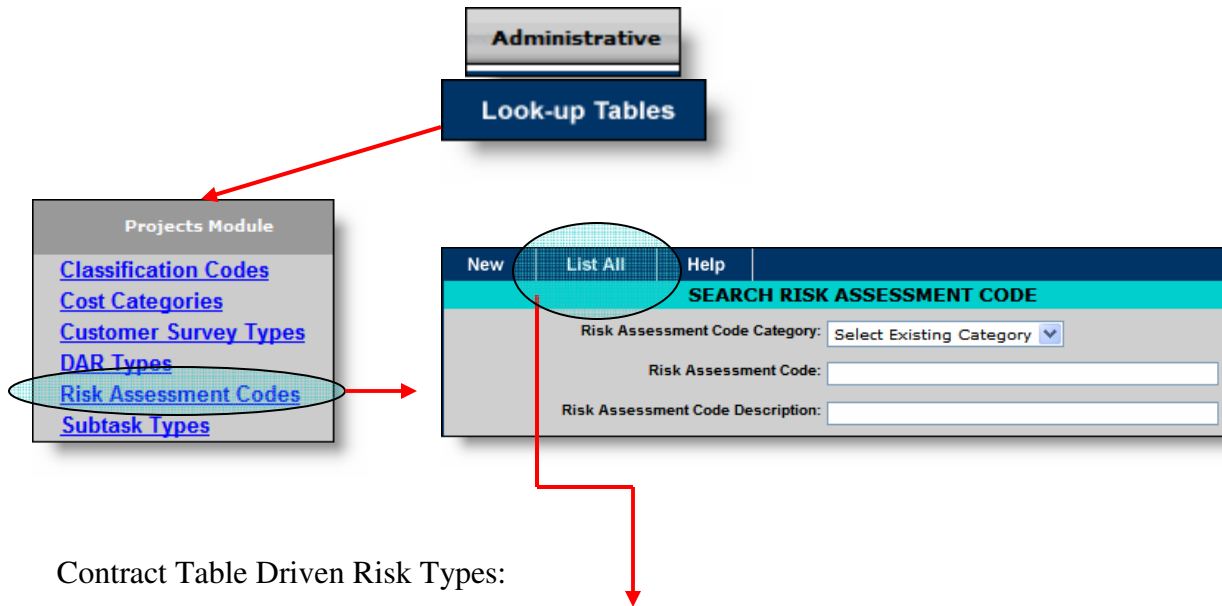 Administrative
Look-up Tables
Projects Module
Classification Codes
Cost Categories
Customer Survey Types
DAR Types
Risk Assessment Codes
Subtask Types
New List All Help
SEARCH RISK ASSESSMENT CODE
Risk Assessment Code Category: Select Existing Category
Risk Assessment Code:
Risk Assessment Code Description:
Contract Table Driven Risk Types: